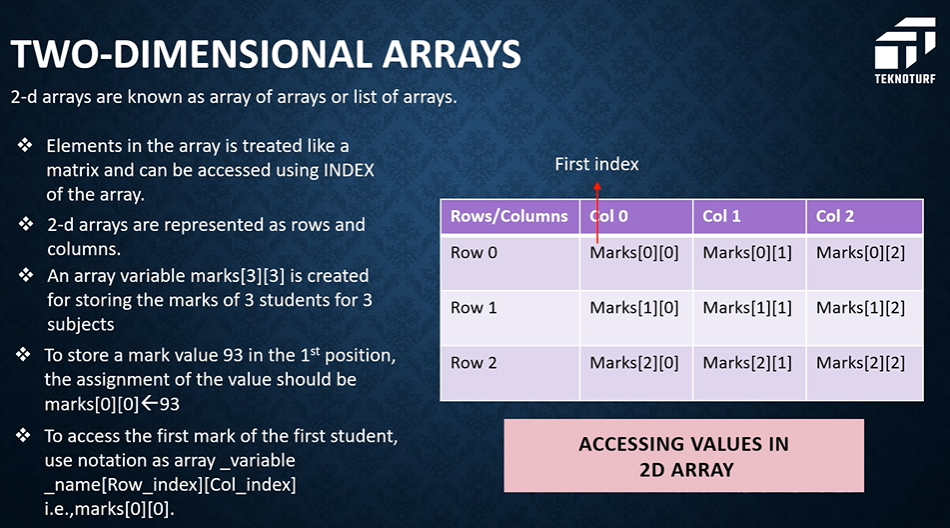 TWO-DIMENSIONAL ARRAYS
TEKNOTURF
2-d arrays are known as array of arrays or list of arrays.
❖ Elements in the array is treated like a
matrix and can be accessed using INDEX
of the array.
❖ 2-d arrays are represented as rows and
columns.
❖ An array variable marks[3][3] is created
for storing the marks of 3 students for 3
subjects
❖ To store a mark value 93 in the 1st position,
the assignment of the value should be
marks[0][0]←93
❖ To access the first mark of the first student,
use notation as array _variable
_name[Row_index][Col_index]
i.e.,marks[0][0].
First index
Rows/Columns Col 0 Col 1 Col 2
Row 0 Marks[0][0] Marks[0][1] Marks[0][2]
Row 1 Marks[1][0] Marks[1][1] Marks[1][2]
Row 2 Marks[2][0] Marks[2][1] Marks[2][2]
ACCESSING VALUES IN
2D ARRAY